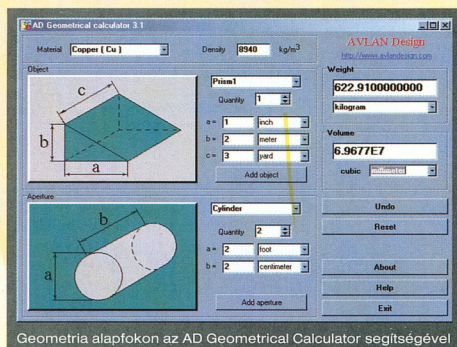 AD Geometrical calculator 3.1
Material Copper ( Cu ) Density 8940 kg/m3
AVLAN Design
http://www.avlandesign.com
Object
c
b
a
Prism1
Quantity 1
a = 1 inch
b = 2 meter
c = 3 yard
Add object
Weight
622.9100000000
kilogram
Volume
6.9677E7
cubic millimeter
Aperture
b
a
Cylinder
Quantity 2
a = 2 foot
b = 2 centimeter
Add aperture
Undo
Reset
About
Help
Exit
Geometria alapfokon az AD Geometrical Calculator segítségével